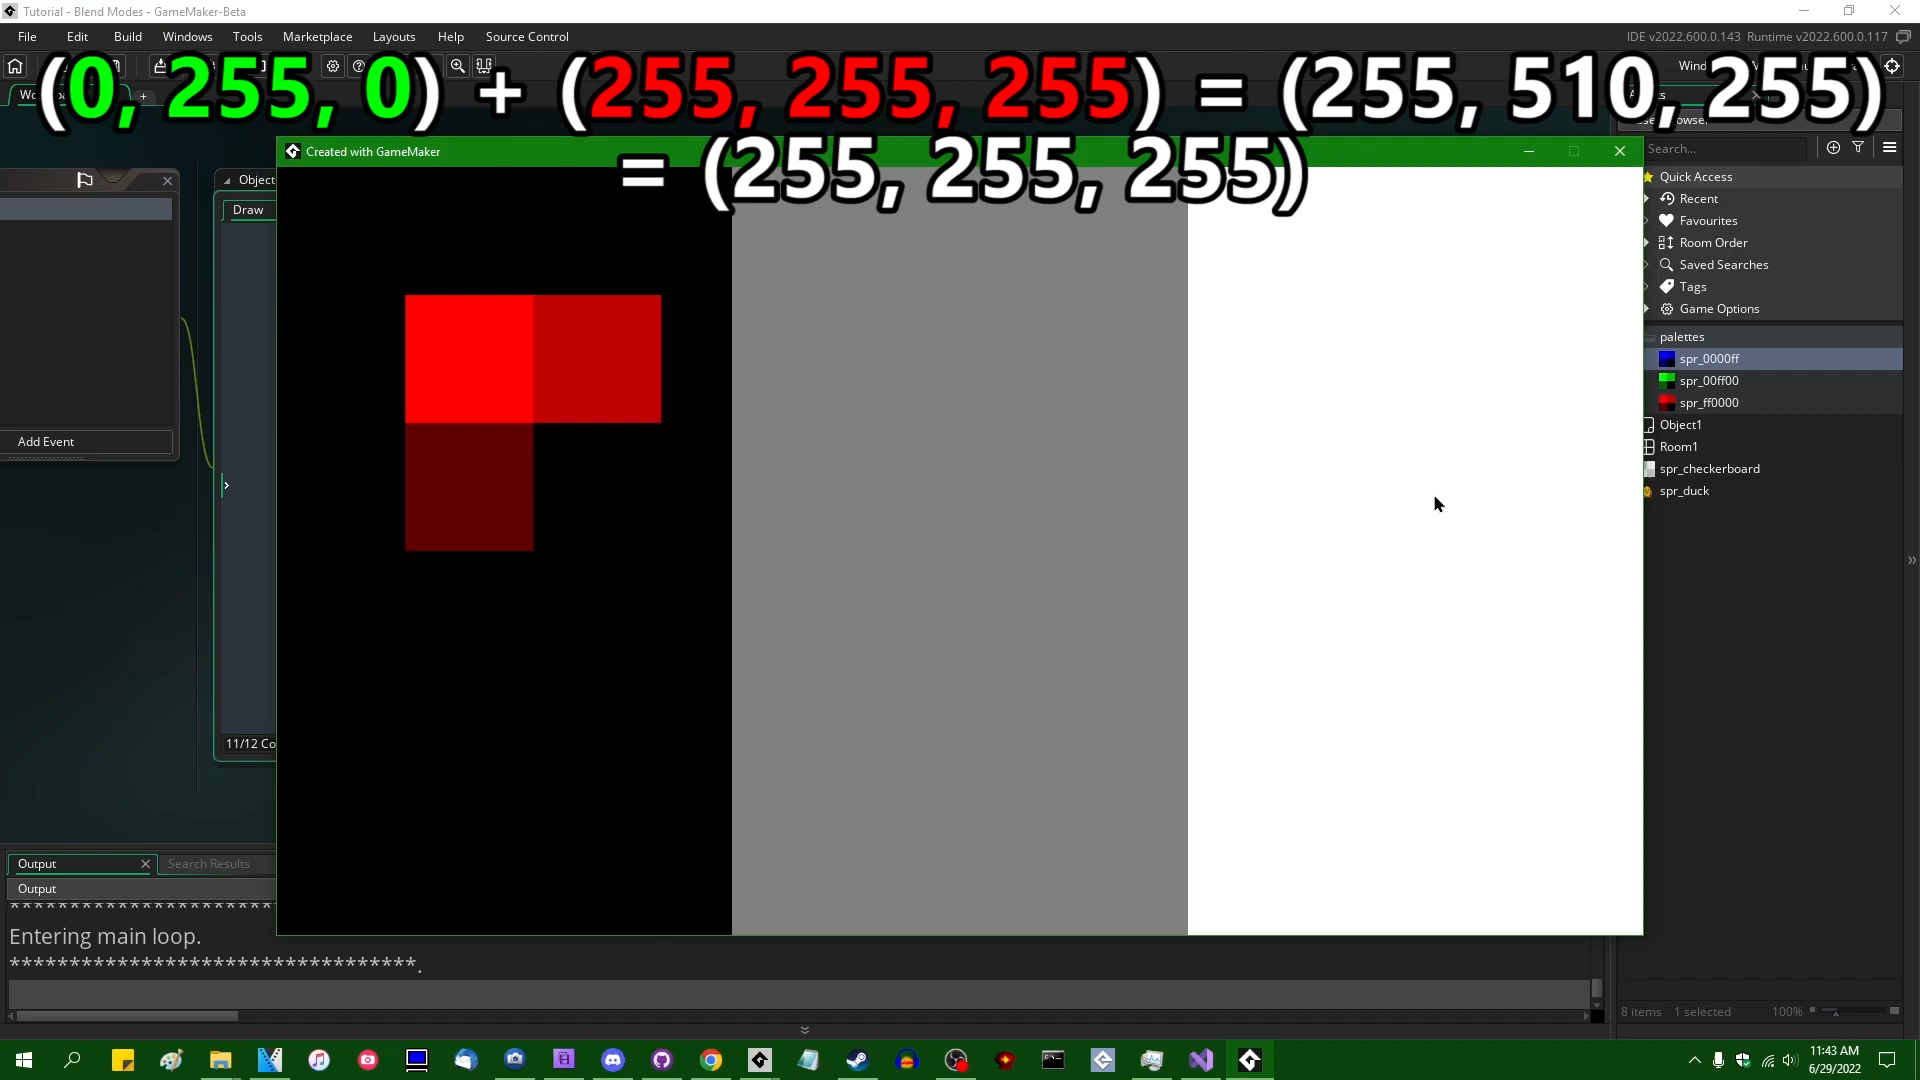 Tutorial - Blend Modes - GameMaker-Beta
File Edit Build Windows Tools Marketplace Layouts Help Source Control
IDE v2022.600.0.143 Runtime v2022.600.0.117
(0, 255, 0) + (255, 255, 255) = (255, 510, 255)
= (255, 255, 255)
Created with GameMaker
Search...
Object
Draw
Quick Access
Recent
Favourites
Room Order
Saved Searches
Tags
Game Options
palettes
spr_0000ff
spr_00ff00
spr_ff0000
Object1
Room1
spr_checkerboard
spr_duck
Add Event
11/12 Co
Output
Search Results
Output
Entering main loop.
**********************************.
8 items 1 selected 100%
11:43 AM
6/29/2022